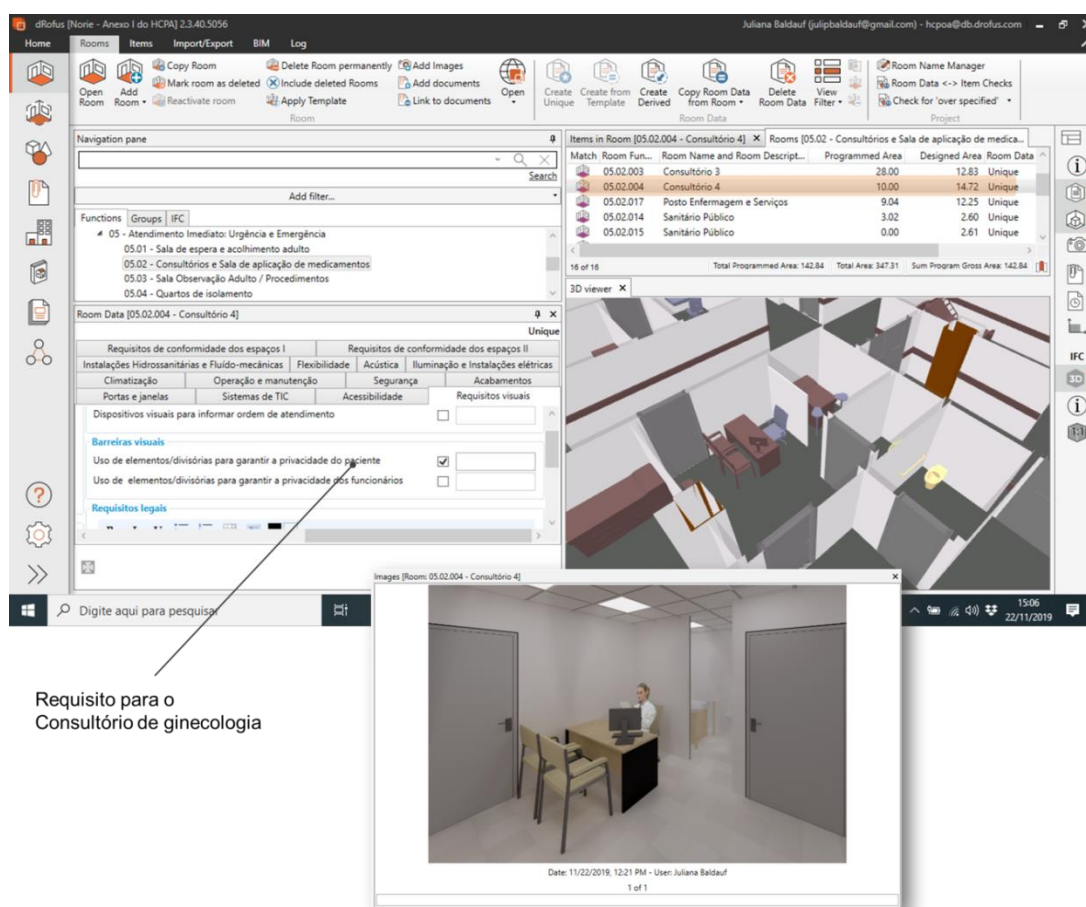 dRofus [Norie - Anexo I do HCPA] 2.3.40.5056
Juliana Baldauf (julipbaldauf@gmail.com) - hcpoa@db.drofus.com
Home Rooms Items Import/Export BIM Log
Open Room
Add Room
Copy Room
Mark room as deleted
Reactivate room
Delete Room permanently
Include deleted Rooms
Apply Template
Add Images
Add documents
Link to documents
Open
Room
Create Unique
Create from Template
Create Derived
Copy Room Data from Room
Delete Room Data
View Filter
Room Data
Room Name Manager
Room Data <-> Item Checks
Check for 'over specified'
Project
Navigation pane
Search
Add filter...
Functions Groups IFC
05 - Atendimento Imediato: Urgência e Emergência
05.01 - Sala de espera e acolhimento adulto
05.02 - Consultórios e Sala de aplicação de medicamentos
05.03 - Sala Observação Adulto / Procedimentos
05.04 - Quartos de isolamento
Room Data [05.02.004 - Consultório 4]
Unique
Requisitos de conformidade dos espaços I Requisitos de conformidade dos espaços II
Instalações Hidrossanitárias e Fluído-mecânicas Flexibilidade Acústica Iluminação e Instalações elétricas
Climatização Operação e manutenção Segurança Acabamentos
Portas e janelas Sistemas de TIC Acessibilidade Requisitos visuais
Dispositivos visuais para informar ordem de atendimento
Barreiras visuais
Uso de elementos/divisórias para garantir a privacidade do paciente
Uso de elementos/divisórias para garantir a privacidade dos funcionários
Requisitos legais
Items in Room [05.02.004 - Consultório 4] Rooms [05.02 - Consultórios e Sala de aplicação de medica...
Match Room Fun... Room Name and Room Descript... Programmed Area Designed Area Room Data
05.02.003 Consultório 3 28.00 12.83 Unique
05.02.004 Consultório 4 10.00 14.72 Unique
05.02.017 Posto Enfermagem e Serviços 9.04 12.25 Unique
05.02.014 Sanitário Público 3.02 2.60 Unique
05.02.015 Sanitário Público 0.00 2.61 Unique
16 of 16 Total Programmed Area: 142.84 Total Area: 347.31 Sum Program Gross Area: 142.84
3D viewer
IFC
3D
Digite aqui para pesquisar
15:06
22/11/2019
Images [Room: 05.02.004 - Consultório 4]
Date: 11/22/2019, 12:21 PM - User: Juliana Baldauf
1 of 1
Requisito para o
Consultório de ginecologia